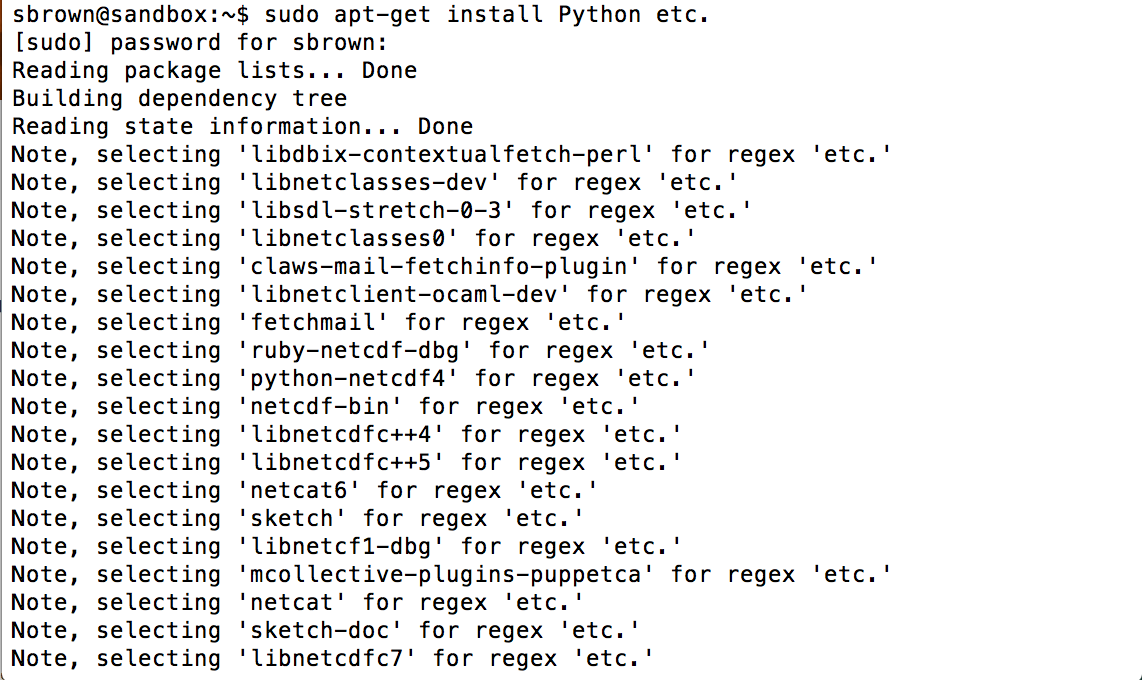 sbrown@sandbox:~$ sudo apt-get install Python etc.
[sudo] password for sbrown:
Reading package lists... Done
Building dependency tree
Reading state information... Done
Note, selecting 'libdbix-contextualfetch-perl' for regex 'etc.'
Note, selecting 'libnetclasses-dev' for regex 'etc.'
Note, selecting 'libsdl-stretch-0-3' for regex 'etc.'
Note, selecting 'libnetclasses0' for regex 'etc.'
Note, selecting 'claws-mail-fetchinfo-plugin' for regex 'etc.'
Note, selecting 'libnetclient-ocaml-dev' for regex 'etc.'
Note, selecting 'fetchmail' for regex 'etc.'
Note, selecting 'ruby-netcdf-dbg' for regex 'etc.'
Note, selecting 'python-netcdf4' for regex 'etc.'
Note, selecting 'netcdf-bin' for regex 'etc.'
Note, selecting 'libnetcdfc++4' for regex 'etc.'
Note, selecting 'libnetcdfc++5' for regex 'etc.'
Note, selecting 'netcat6' for regex 'etc.'
Note, selecting 'sketch' for regex 'etc.'
Note, selecting 'libnetcf1-dbg' for regex 'etc.'
Note, selecting 'mcollective-plugins-puppetca' for regex 'etc.'
Note, selecting 'netcat' for regex 'etc.'
Note, selecting 'sketch-doc' for regex 'etc.'
Note, selecting 'libnetcdfc7' for regex 'etc.'